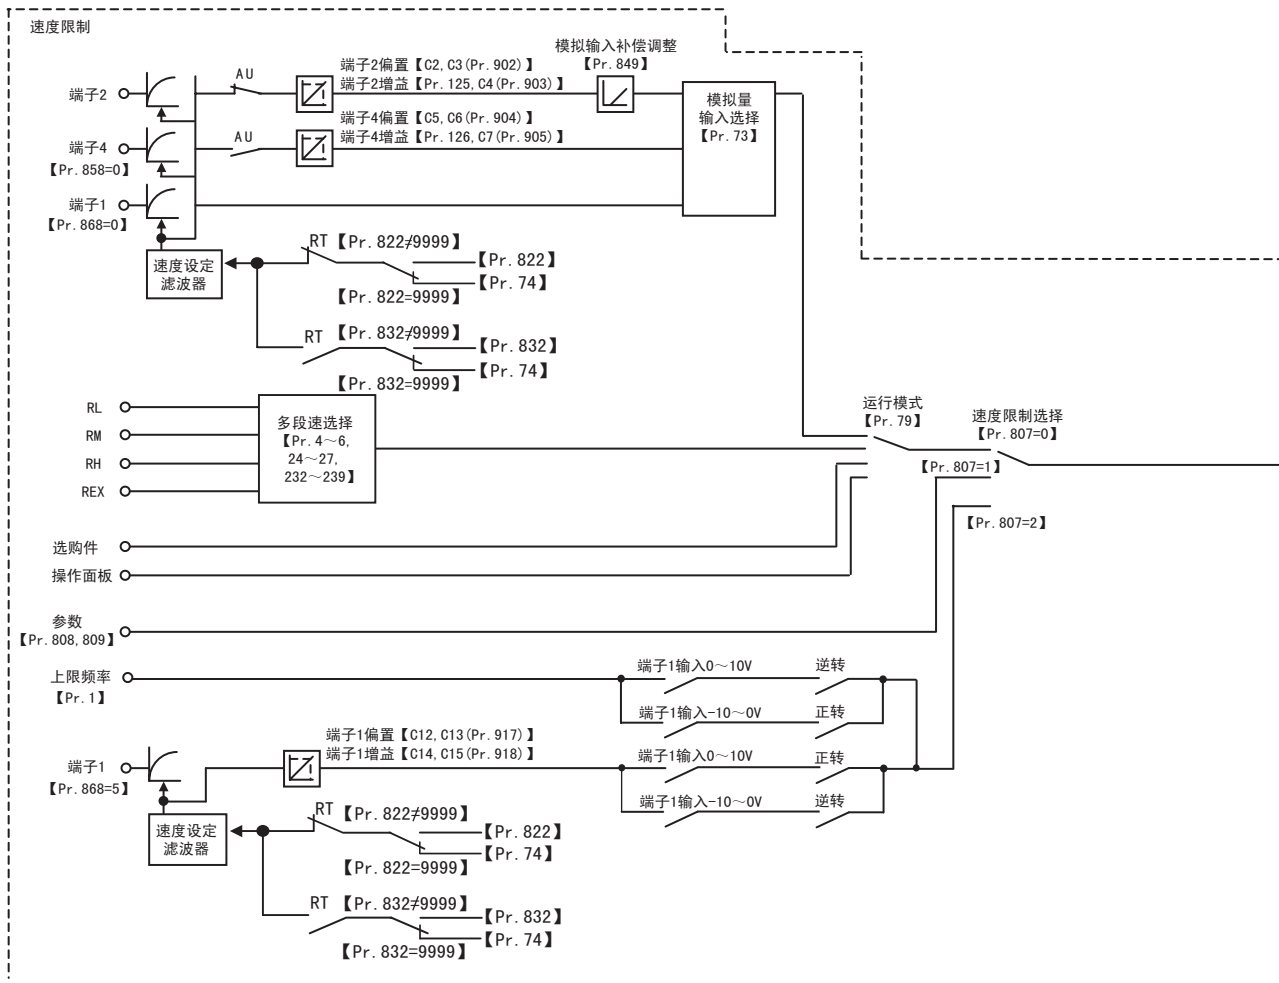 速度限制
模拟输入补偿调整
【Pr.849】
端子2
AU
端子2偏置【C2,C3(Pr.902)】
端子2增益【Pr.125,C4(Pr.903)】
模拟量
输入选择
【Pr.73】
端子4
【Pr.858=0】
AU
端子4偏置【C5,C6(Pr.904)】
端子4增益【Pr.126,C7(Pr.905)】
端子1
【Pr.868=0】
速度设定
滤波器
RT 【Pr.822≠9999】
【Pr.822】
【Pr.74】
【Pr.822=9999】
RT 【Pr.832≠9999】
【Pr.832】
【Pr.74】
【Pr.832=9999】
RL
RM
RH
REX
多段速选择
【Pr.4～6,
24～27,
232～239】
运行模式
【Pr.79】
速度限制选择
【Pr.807=0】
【Pr.807=1】
【Pr.807=2】
选购件
操作面板
参数
【Pr.808,809】
上限频率
【Pr.1】
端子1输入0～10V
逆转
端子1输入-10～0V
正转
端子1
【Pr.868=5】
端子1偏置【C12,C13(Pr.917)】
端子1增益【C14,C15(Pr.918)】
端子1输入0～10V
正转
端子1输入-10～0V
逆转
速度设定
滤波器
RT 【Pr.822≠9999】
【Pr.822】
【Pr.74】
【Pr.822=9999】
RT 【Pr.832≠9999】
【Pr.832】
【Pr.74】
【Pr.832=9999】